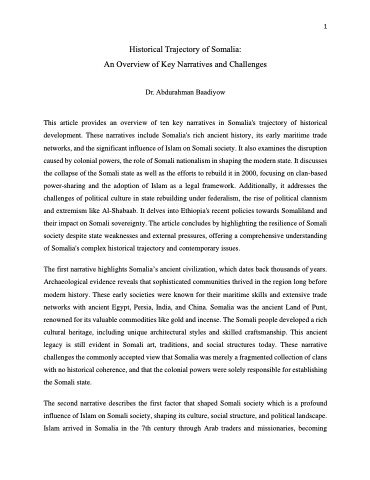 1
Historical Trajectory of Somalia:
An Overview of Key Narratives and Challenges
Dr. Abdurahman Baadiyow
This article provides an overview of ten key narratives in Somalia's trajectory of historical
development. These narratives include Somalia's rich ancient history, its early maritime trade
networks, and the significant influence of Islam on Somali society. It also examines the disruption
caused by colonial powers, the role of Somali nationalism in shaping the modern state. It discusses
the collapse of the Somali state as well as the efforts to rebuild it in 2000, focusing on clan-based
power-sharing and the adoption of Islam as a legal framework. Additionally, it addresses the
challenges of political culture in state rebuilding under federalism, the rise of political clannism
and extremism like Al-Shabaab. It delves into Ethiopia's recent policies towards Somaliland and
their impact on Somali sovereignty. The article concludes by highlighting the resilience of Somali
society despite state weaknesses and external pressures, offering a comprehensive understanding
of Somalia's complex historical trajectory and contemporary issues.
The first narrative highlights Somalia's ancient civilization, which dates back thousands of years.
Archaeological evidence reveals that sophisticated communities thrived in the region long before
modern history. These early societies were known for their maritime skills and extensive trade
networks with ancient Egypt, Persia, India, and China. Somalia was the ancient Land of Punt,
renowned for its valuable commodities like gold and incense. The Somali people developed a rich
cultural heritage, including unique architectural styles and skilled craftsmanship. This ancient
legacy is still evident in Somali art, traditions, and social structures today. These narrative
challenges the commonly accepted view that Somalia was merely a fragmented collection of clans
with no historical coherence, and that the colonial powers were solely responsible for establishing
the Somali state.
The second narrative describes the first factor that shaped Somali society which is a profound
influence of Islam on Somali society, shaping its culture, social structure, and political landscape.
Islam arrived in Somalia in the 7th century through Arab traders and missionaries, becoming